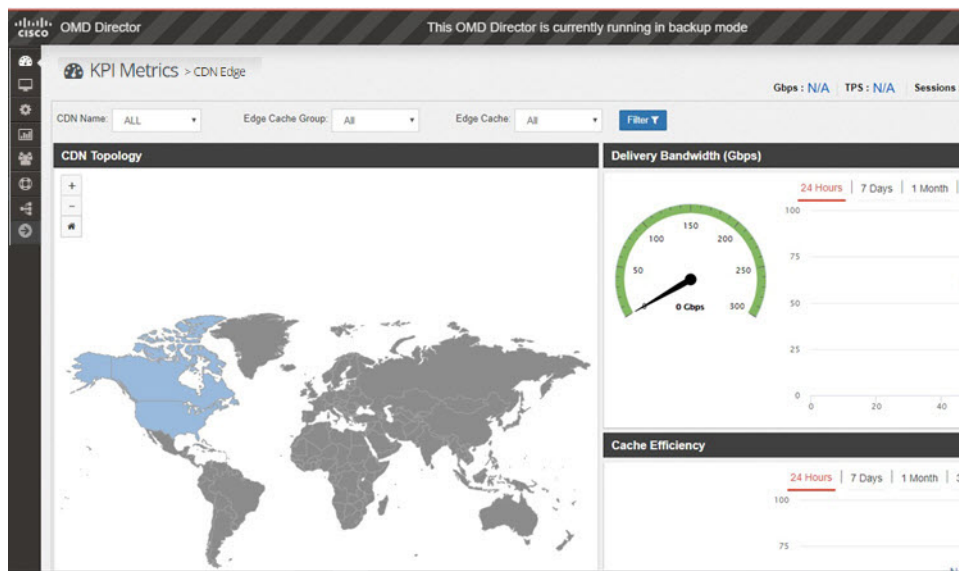 CISCO OMD Director
This OMD Director is currently running in backup mode
KPI Metrics > CDN Edge
Gbps : N/A TPS : N/A Sessions
CDN Name: ALL Edge Cache Group: All Edge Cache: All Filter
CDN Topology
+
−
Delivery Bandwidth (Gbps)
24 Hours 7 Days 1 Month
0 50 100 150 200 250 300
0 Gbps
100
75
50
25
0
0 20 40
Cache Efficiency
24 Hours 7 Days 1 Month
100
75